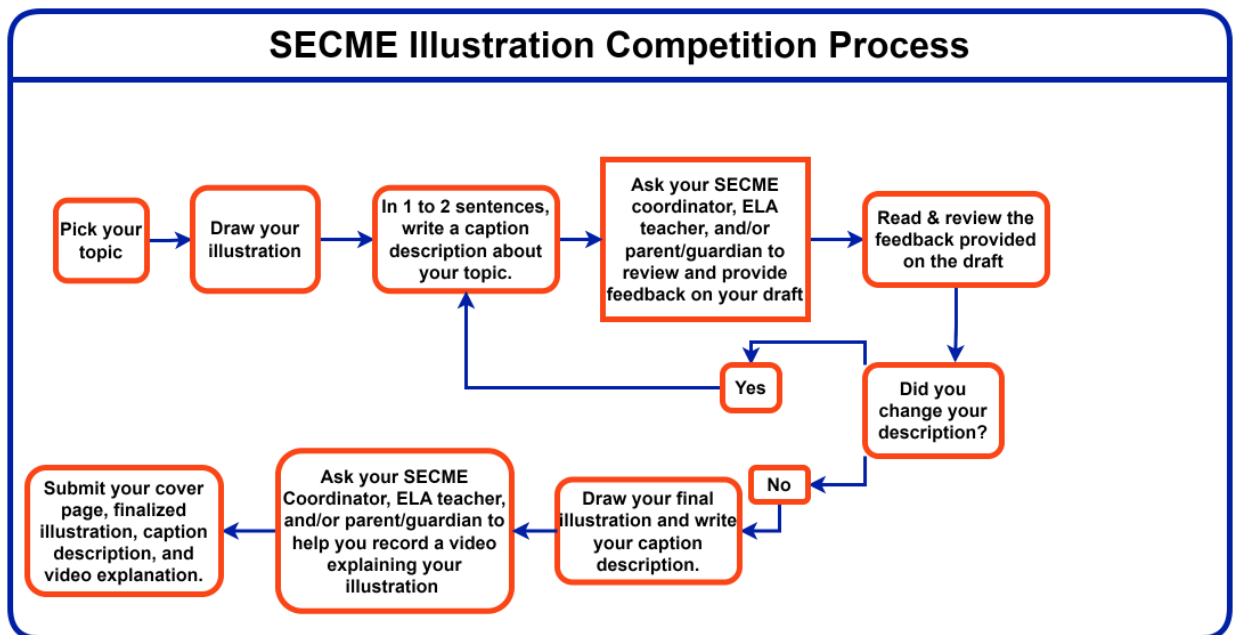 SECME Illustration Competition Process
Pick your
topic
Draw your
illustration
In 1 to 2 sentences,
write a caption
description about
your topic.
Ask your SECME
coordinator, ELA
teacher, and/or
parent/guardian to
review and provide
feedback on your draft
Read & review the
feedback provided
on the draft
Did you
change your
description?
Yes
No
Draw your final
illustration and write
your caption
description.
Ask your SECME
Coordinator, ELA teacher,
and/or parent/guardian to
help you record a video
explaining your
illustration
Submit your cover
page, finalized
illustration, caption
description, and
video explanation.